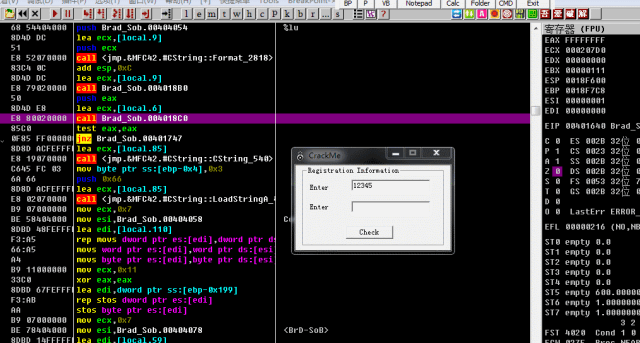 BP P VB Notepad Calc Folder CMD Exit
l e m t w h c P k b r ... s
68 54404000 push Brad_Sob.00404054 %lu
8D4D DC lea ecx,[local.9]
51 push ecx
E8 52070000 call <jmp.&MFC42.#CString::Format_2818>
83C4 0C add esp,0xC
8D4D DC lea ecx,[local.9]
E8 79020000 call Brad_Sob.004018B0
50 push eax
8D4D E8 lea ecx,[local.6]
E8 80020000 call Brad_Sob.004018C0
85C0 test eax,eax
0F85 FF000000 jnz Brad_Sob.00401747
8D8D ACFEFFFF lea ecx,[local.85]
E8 19070000 call <jmp.&MFC42.#CString::CString_540>
C645 FC 03 mov byte ptr ss:[ebp-0x4],0x3
6A 66 push 0x66
8D8D ACFEFFFF lea ecx,[local.85]
E8 02070000 call <jmp.&MFC42.#CString::LoadStringA_
B9 07000000 mov ecx,0x7
BE 58404000 mov esi,Brad_Sob.00404058
8DBD 48FEFFFF lea edi,[local.110]
F3:A5 rep movs dword ptr es:[edi],dword ptr ds
66:A5 movs word ptr es:[edi],word ptr ds:[es
A4 movs byte ptr es:[edi],byte ptr ds:[es
B9 11000000 mov ecx,0x11
33C0 xor eax,eax
8DBD 67FEFFFF lea edi,dword ptr ss:[ebp-0x199]
F3:AB rep stos dword ptr es:[edi]
AA stos byte ptr es:[edi]
B9 07000000 mov ecx,0x7
BE 78404000 mov esi,Brad_Sob.00404078 <BrD-SoB>
8DBD 14FFFFFF lea edi,[local.59]
CrackMe
Registration Information
Enter 12345
Enter
Check
寄存器 (FPU)
EAX FFFFFFFF
ECX 000207D0
EDX 00000000
EBX 00000111
ESP 0018F600
EBP 0018F7C8
ESI 00000001
EDI 00000000
EIP 00401640 Brad_S
C 0 ES 002B 32位
P 1 CS 0023 32位
A 1 SS 002B 32位
Z 0 DS 002B 32位
S 0 FS 0053 32位
T 0 GS 002B 32位
D 0
O 0 LastErr ERROR_
EFL 00000216 (NO,NB
ST0 empty 0.0
ST1 empty 0.0
ST2 empty 0.0
ST3 empty 0.0
ST4 empty 0.0
ST5 empty 600.00000
ST6 empty 1.0000000
ST7 empty 1.0000000
3 2
FST 4020 Cond 1 0